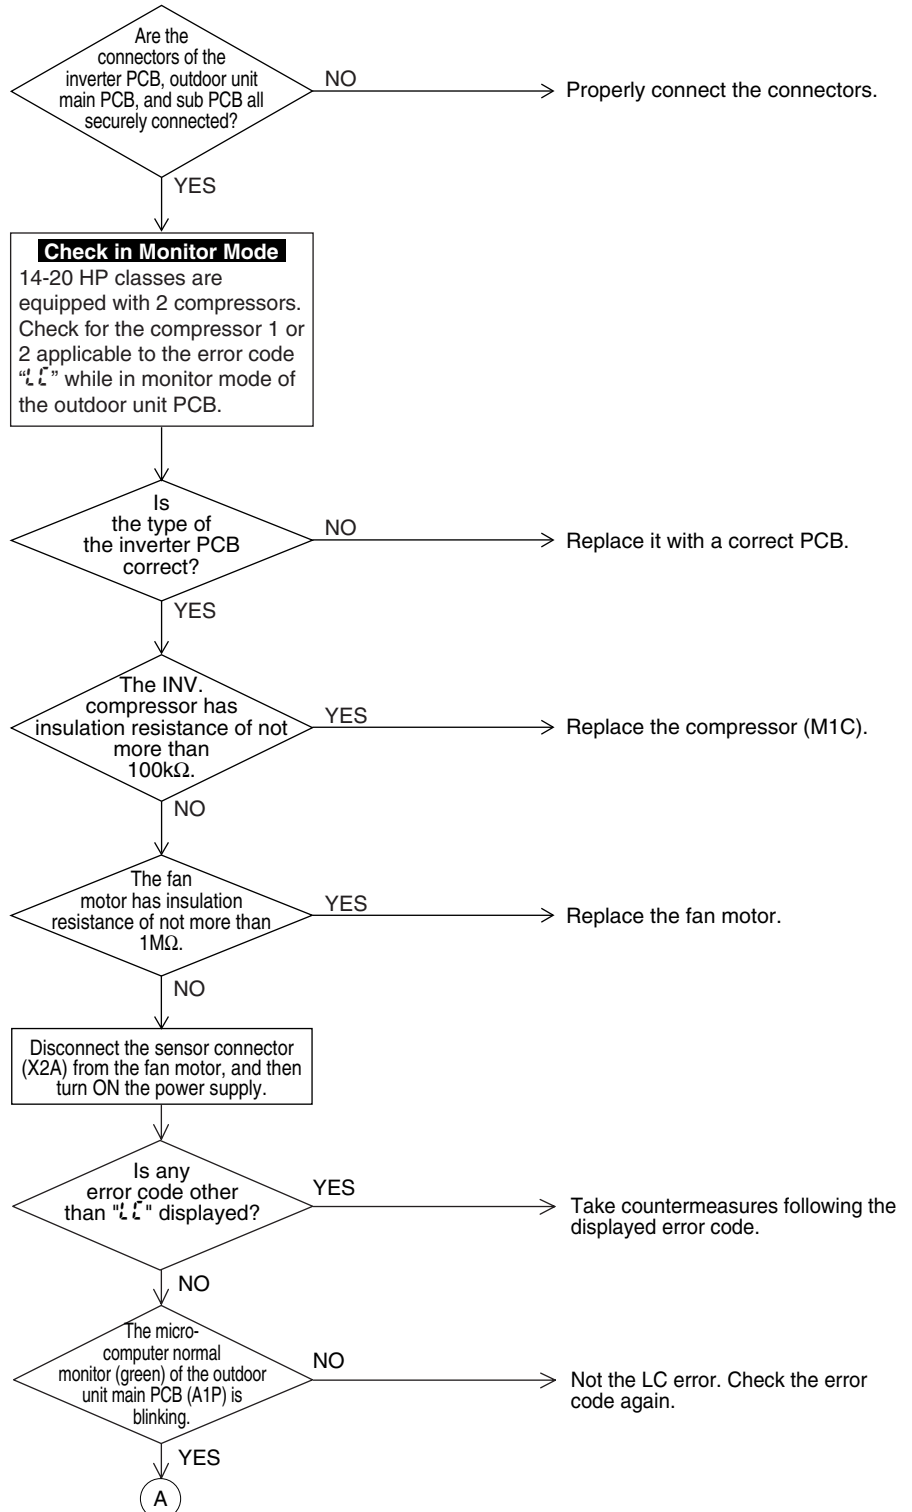 Are the
connectors of the
inverter PCB, outdoor unit
main PCB, and sub PCB all
securely connected?
NO
Properly connect the connectors.
YES
Check in Monitor Mode
14-20 HP classes are
equipped with 2 compressors.
Check for the compressor 1 or
2 applicable to the error code
“LC” while in monitor mode of
the outdoor unit PCB.
Is
the type of
the inverter PCB
correct?
NO
Replace it with a correct PCB.
YES
The INV.
compressor has
insulation resistance of not
more than
100kΩ.
YES
Replace the compressor (M1C).
NO
The fan
motor has insulation
resistance of not more than
1MΩ.
YES
Replace the fan motor.
NO
Disconnect the sensor connector
(X2A) from the fan motor, and then
turn ON the power supply.
Is any
error code other
than "LC" displayed?
YES
Take countermeasures following the
displayed error code.
NO
The micro-
computer normal
monitor (green) of the outdoor
unit main PCB (A1P) is
blinking.
NO
Not the LC error. Check the error
code again.
YES
A